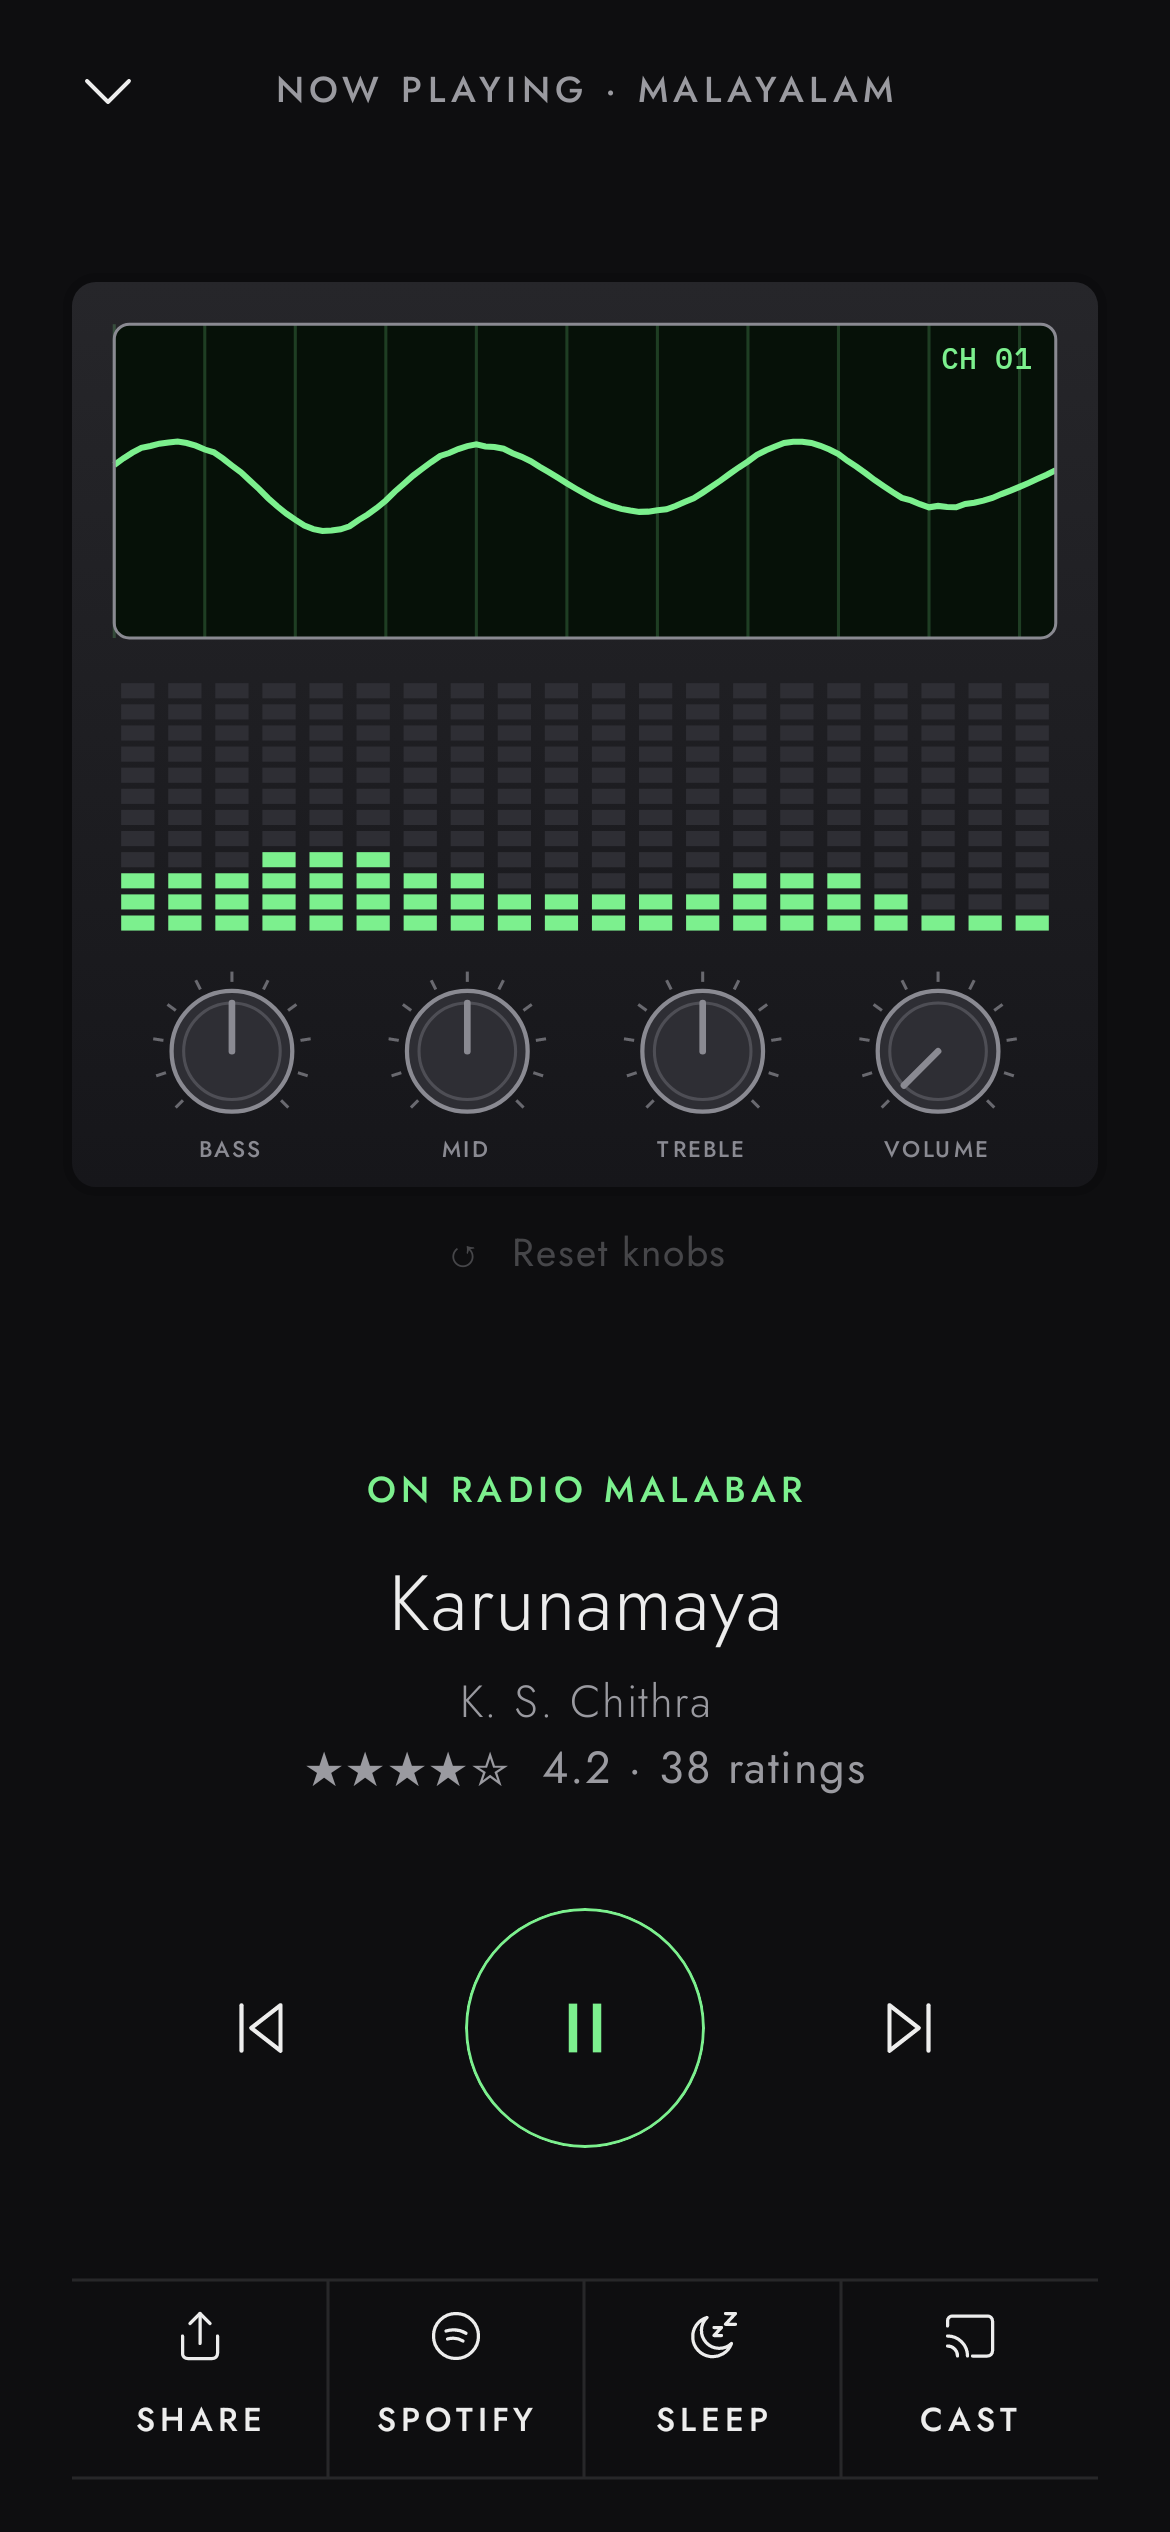 NOW PLAYING · MALAYALAM
CH 01
BASS MID TREBLE VOLUME
Reset knobs
ON RADIO MALABAR
Karunamaya
K. S. Chithra
★★★★☆ 4.2 · 38 ratings
SHARE SPOTIFY SLEEP CAST